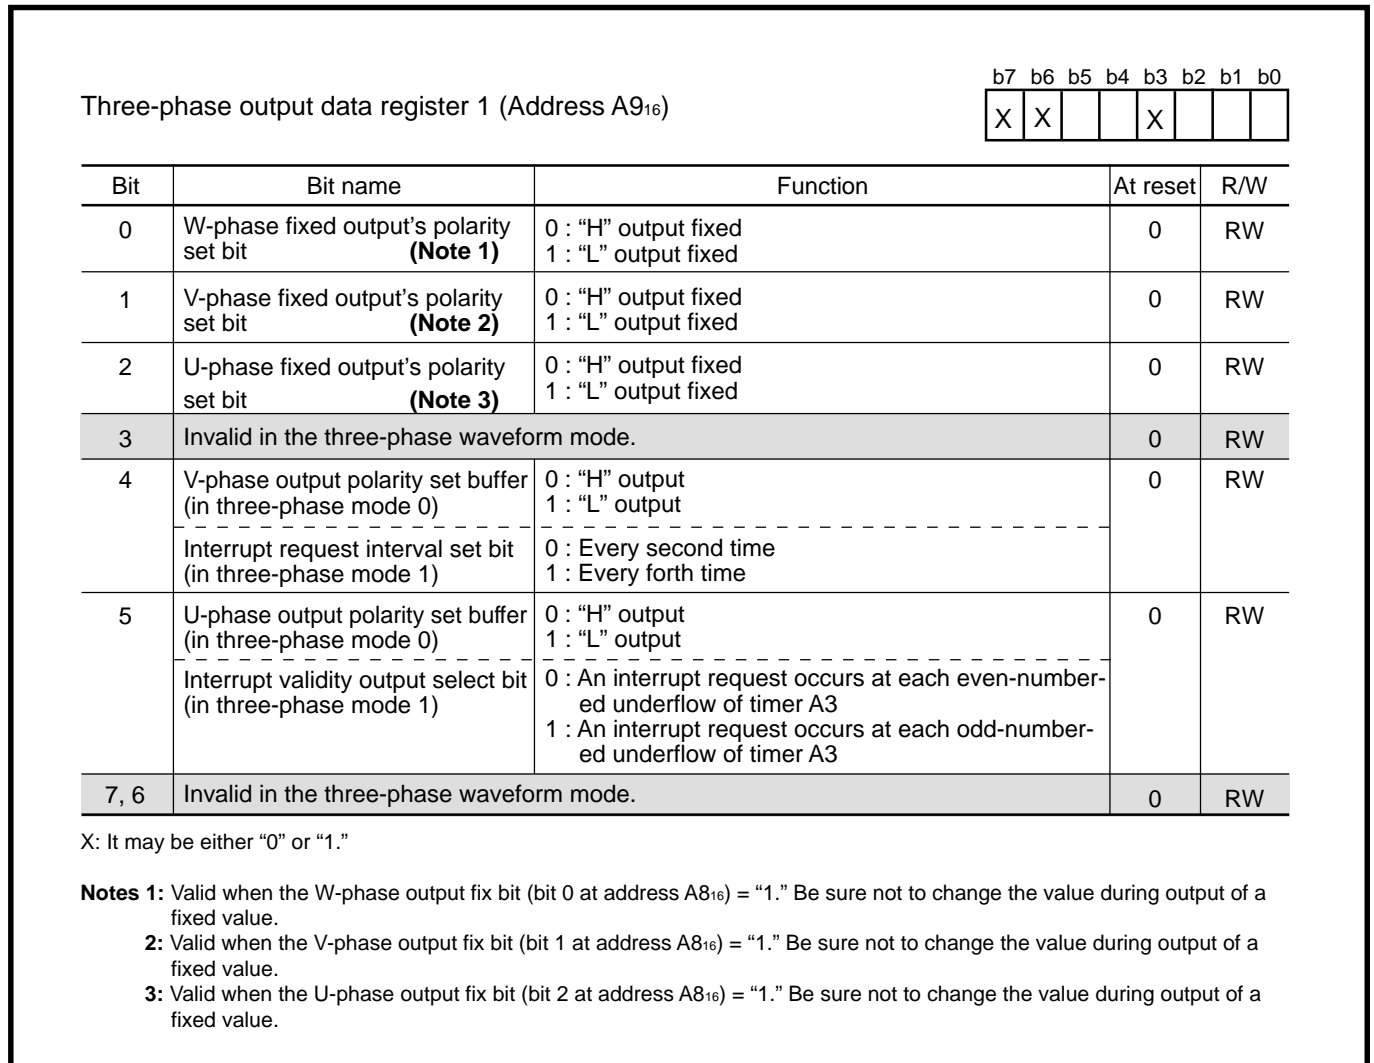 b7 b6 b5 b4 b3 b2 b1 b0
Three-phase output data register 1 (Address A9₁₆)
X X X
Bit Bit name Function At reset R/W
0 W-phase fixed output’s polarity 0 : “H” output fixed 0 RW
set bit (Note 1) 1 : “L” output fixed
1 V-phase fixed output’s polarity 0 : “H” output fixed 0 RW
set bit (Note 2) 1 : “L” output fixed
2 U-phase fixed output’s polarity 0 : “H” output fixed 0 RW
set bit (Note 3) 1 : “L” output fixed
3 Invalid in the three-phase waveform mode. 0 RW
4 V-phase output polarity set buffer 0 : “H” output 0 RW
(in three-phase mode 0) 1 : “L” output
Interrupt request interval set bit 0 : Every second time
(in three-phase mode 1) 1 : Every forth time
5 U-phase output polarity set buffer 0 : “H” output 0 RW
(in three-phase mode 0) 1 : “L” output
Interrupt validity output select bit 0 : An interrupt request occurs at each even-number-
(in three-phase mode 1) ed underflow of timer A3
1 : An interrupt request occurs at each odd-number-
ed underflow of timer A3
7, 6 Invalid in the three-phase waveform mode. 0 RW
X: It may be either “0” or “1.”
Notes 1: Valid when the W-phase output fix bit (bit 0 at address A8₁₆) = “1.” Be sure not to change the value during output of a
fixed value.
2: Valid when the V-phase output fix bit (bit 1 at address A8₁₆) = “1.” Be sure not to change the value during output of a
fixed value.
3: Valid when the U-phase output fix bit (bit 2 at address A8₁₆) = “1.” Be sure not to change the value during output of a
fixed value.